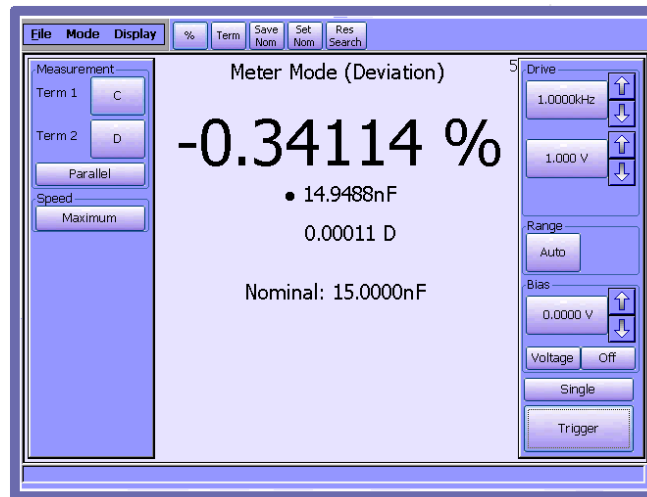 File Mode Display % Term Save Nom Set Nom Res Search
Measurement
Term 1 C
Term 2 D
Parallel
Speed
Maximum
Meter Mode (Deviation) 5
-0.34114 %
• 14.9488nF
0.00011 D
Nominal: 15.0000nF
Drive
1.0000kHz
1.000 V
Range
Auto
Bias
0.0000 V
Voltage Off
Single
Trigger